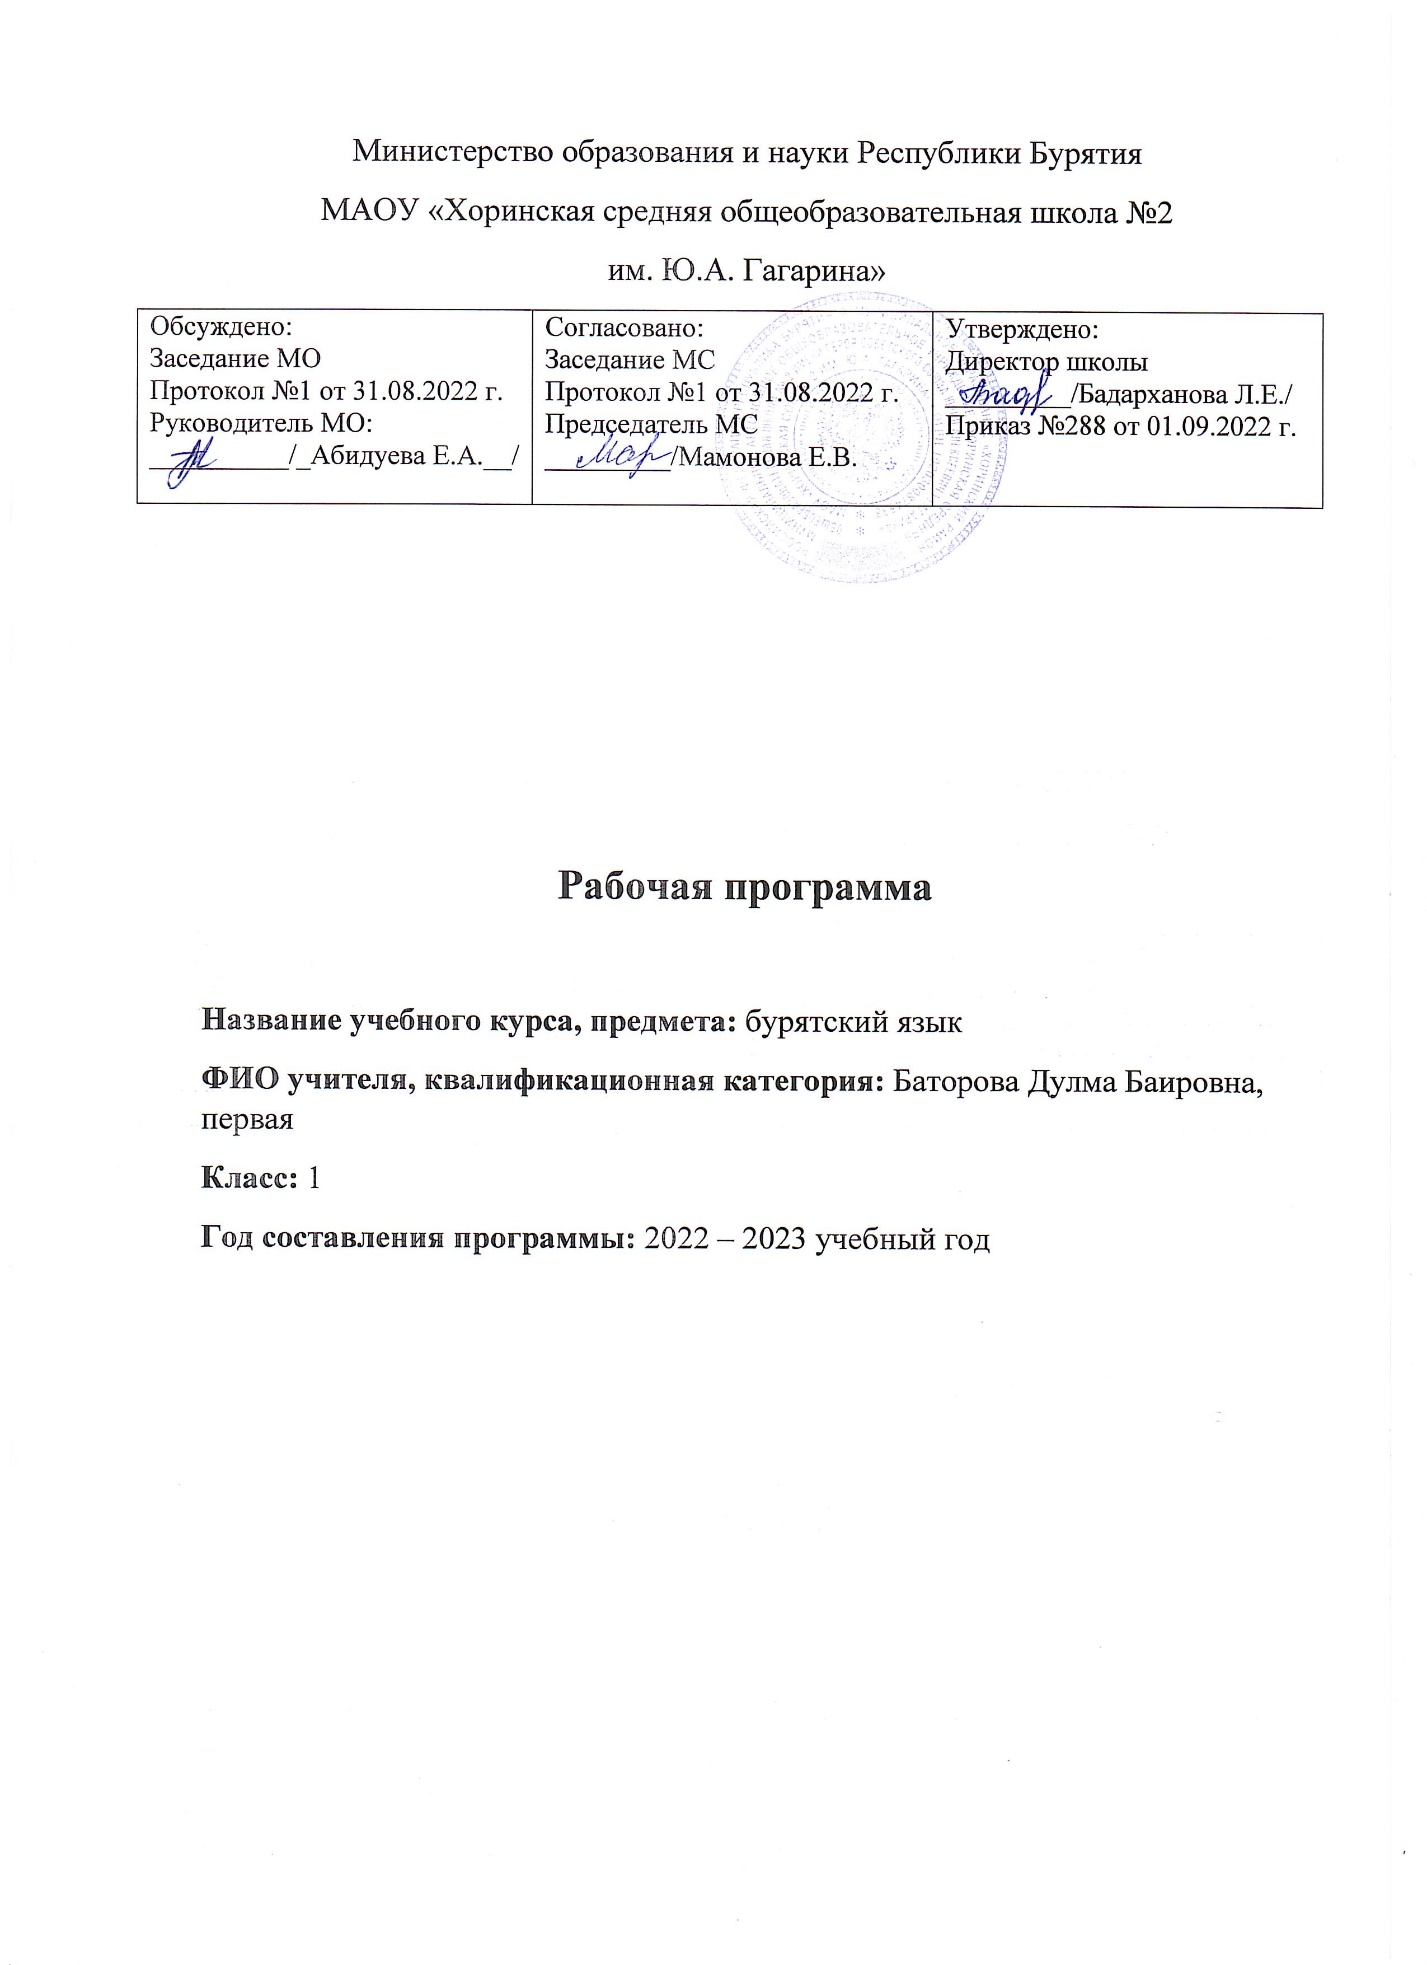 Министерство образования и науки Республики Бурятия
МАОУ «Хоринская средняя общеобразовательная школа №2
им. Ю.А. Гагарина»
Обсуждено:
Заседание МО
Протокол №1 от 31.08.2022 г.
Руководитель МО:
__________/_Абидуева Е.А.__/
Согласовано:
Заседание МС
Протокол №1 от 31.08.2022 г.
Председатель МС
_________/Мамонова Е.В.
Утверждено:
Директор школы
_________/Бадарханова Л.Е./
Приказ №288 от 01.09.2022 г.
Рабочая программа
Название учебного курса, предмета: бурятский язык
ФИО учителя, квалификационная категория: Баторова Дулма Баировна,
первая
Класс: 1
Год составления программы: 2022 – 2023 учебный год